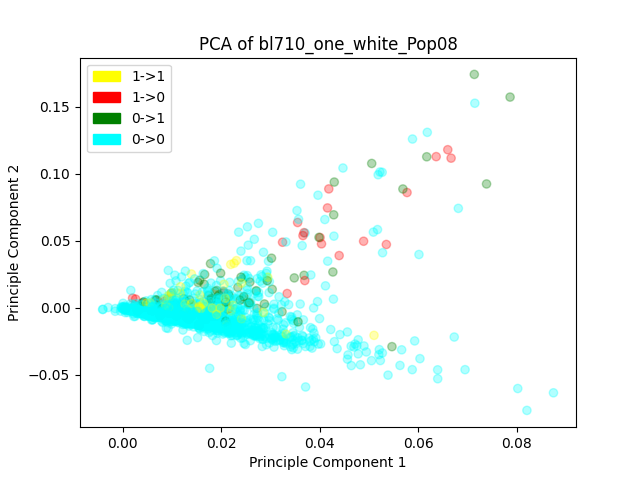 PCA of bl710_one_white_Pop08
1->1
1->0
0->1
0->0
Principle Component 2
0.15
0.10
0.05
0.00
−0.05
0.00 0.02 0.04 0.06 0.08
Principle Component 1